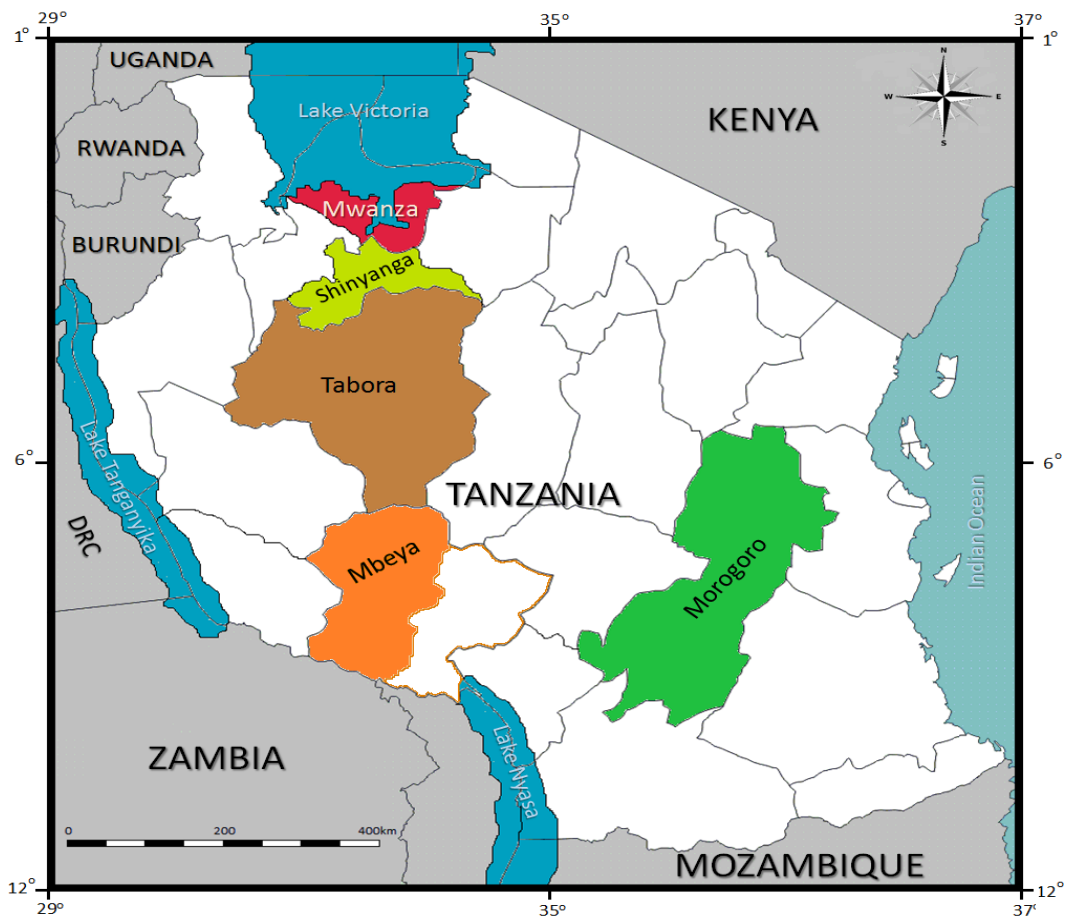 29° 35° 37°
1° 1°
UGANDA
N
W E
S
Lake Victoria
KENYA
RWANDA
Mwanza
BURUNDI
Shinyanga
Tabora
Lake Tanganyika
6° 6°
TANZANIA
Indian Ocean
DRC
Mbeya
Morogoro
ZAMBIA
Lake Nyasa
0 200 400km
MOZAMBIQUE
12° 12°
29° 35° 37°